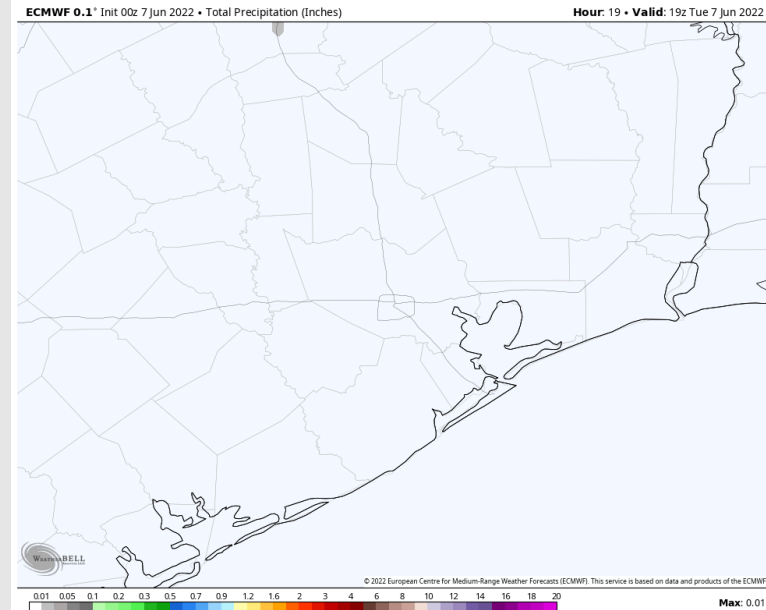 ECMWF 0.1° Init 00z 7 Jun 2022 • Total Precipitation (Inches)
Hour: 19 • Valid: 19z Tue 7 Jun 2022
WeatherBELL
© 2022 European Centre for Medium-Range Weather Forecasts (ECMWF). This service is based on data and products of the ECMWF
0.01 0.05 0.1 0.2 0.3 0.5 0.7 0.9 1.2 1.6 2 3 4 6 8 10 12 14 16 18 20
Max: 0.01